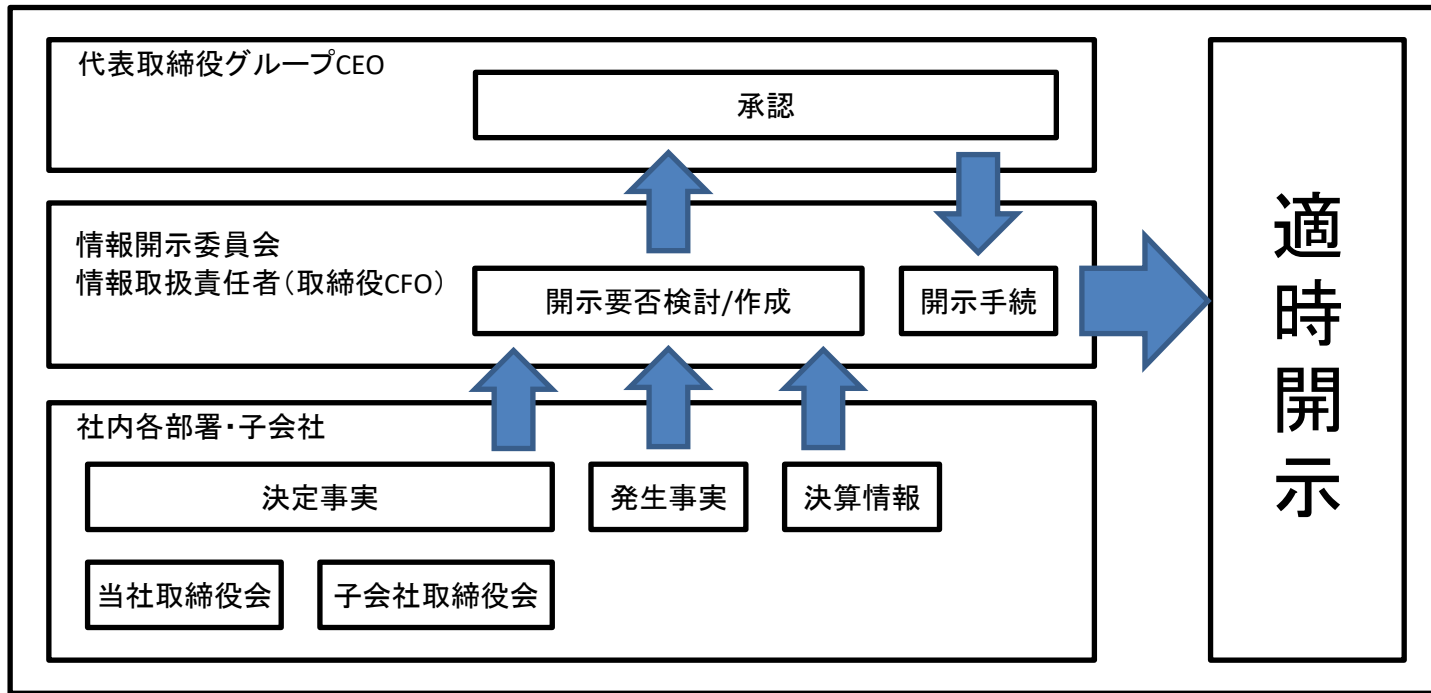 代表取締役グループCEO
承認
情報開示委員会
情報取扱責任者(取締役CFO)
開示要否検討/作成
開示手続
社内各部署・子会社
決定事実
発生事実
決算情報
当社取締役会
子会社取締役会
適時開示